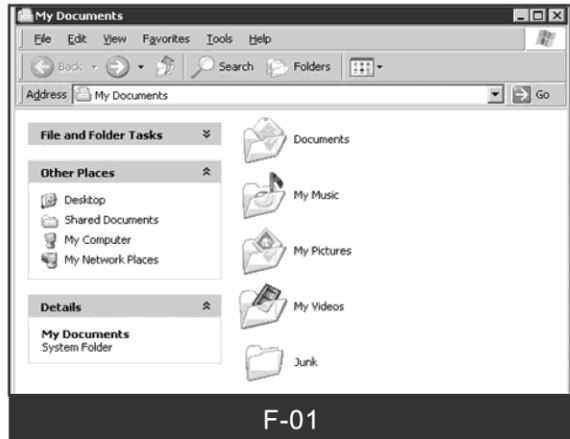 My Documents
File Edit View Favorites Tools Help
Back Search Folders
Address My Documents Go
File and Folder Tasks
Other Places
Desktop
Shared Documents
My Computer
My Network Places
Details
My Documents
System Folder
Documents
My Music
My Pictures
My Videos
Junk
F-01